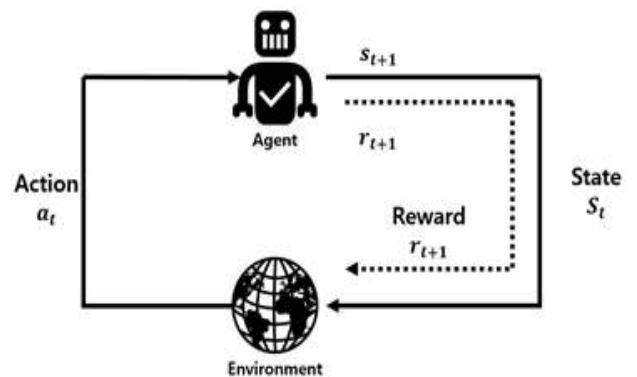 s_{t+1}
Agent
r_{t+1}
Action
a_t
State
S_t
Reward
r_{t+1}
Environment